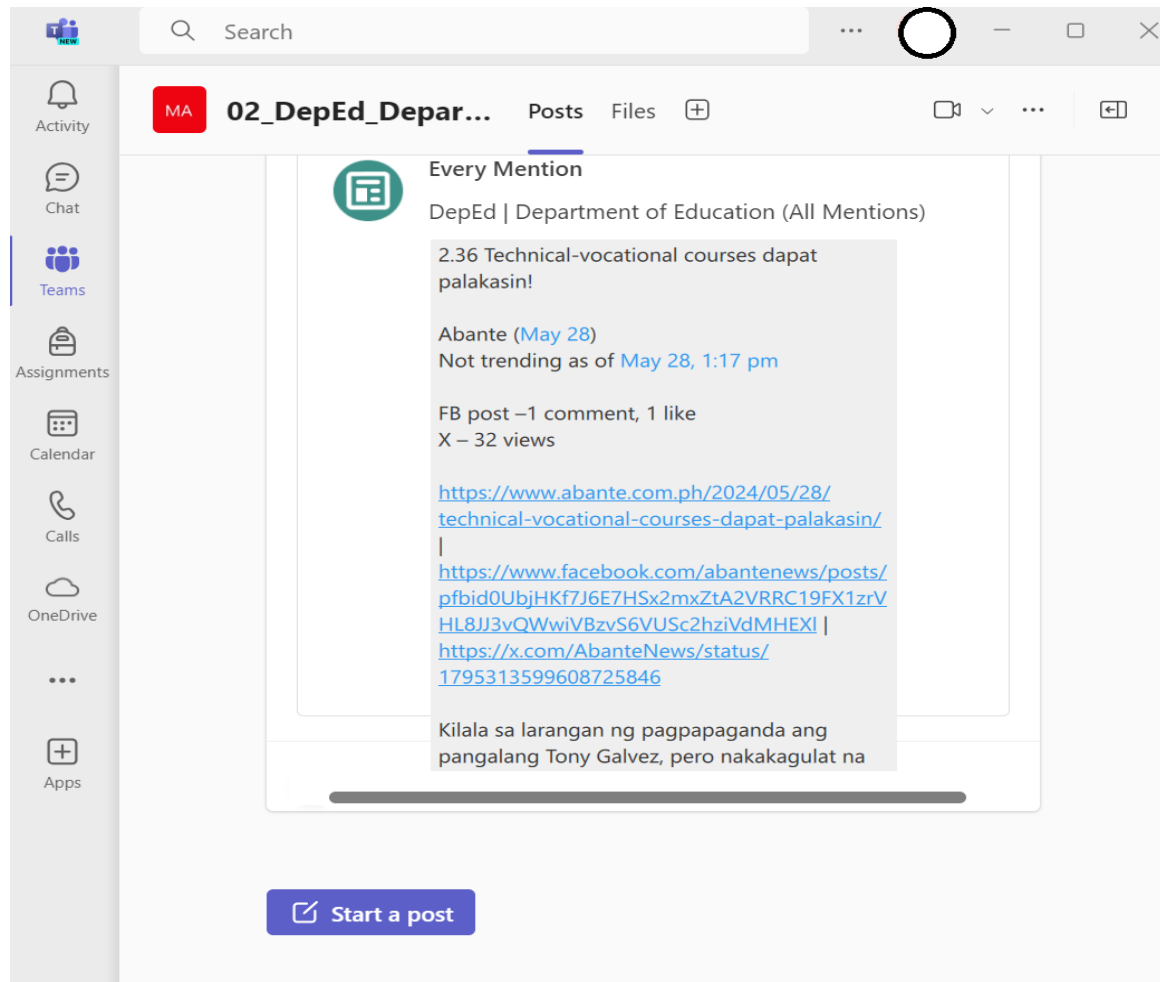 NEW
Search
Activity
Chat
Teams
Assignments
Calendar
Calls
OneDrive
Apps
MA
02_DepEd_Depar...
Posts
Files
Every Mention
DepEd | Department of Education (All Mentions)
2.36 Technical-vocational courses dapat
palakasin!
Abante (May 28)
Not trending as of May 28, 1:17 pm
FB post –1 comment, 1 like
X – 32 views
https://www.abante.com.ph/2024/05/28/
technical-vocational-courses-dapat-palakasin/
|
https://www.facebook.com/abantenews/posts/
pfbid0UbjHKf7J6E7HSx2mxZtA2VRRC19FX1zrV
HL8JJ3vQWwiVBzvS6VUSc2hziVdMHEXl |
https://x.com/AbanteNews/status/
1795313599608725846
Kilala sa larangan ng pagpapaganda ang
pangalang Tony Galvez, pero nakakagulat na
Start a post